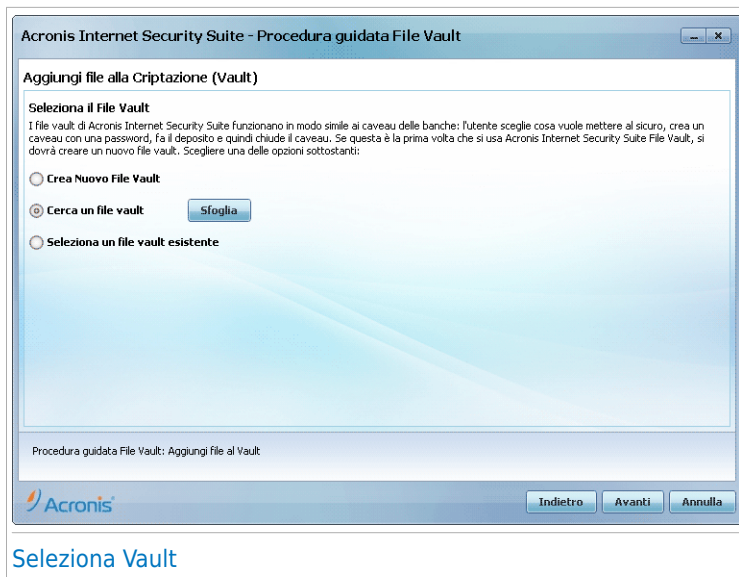 Acronis Internet Security Suite - Procedura guidata File Vault
Aggiungi file alla Criptazione (Vault)
Seleziona il File Vault
I file vault di Acronis Internet Security Suite funzionano in modo simile ai caveau delle banche: l'utente sceglie cosa vuole mettere al sicuro, crea un
caveau con una password, fa il deposito e quindi chiude il caveau. Se questa è la prima volta che si usa Acronis Internet Security Suite File Vault, si
dovrà creare un nuovo file vault. Scegliere una delle opzioni sottostanti:
Crea Nuovo File Vault
Cerca un file vault Sfoglia
Seleziona un file vault esistente
Procedura guidata File Vault: Aggiungi file al Vault
Acronis Indietro Avanti Annulla
Seleziona Vault